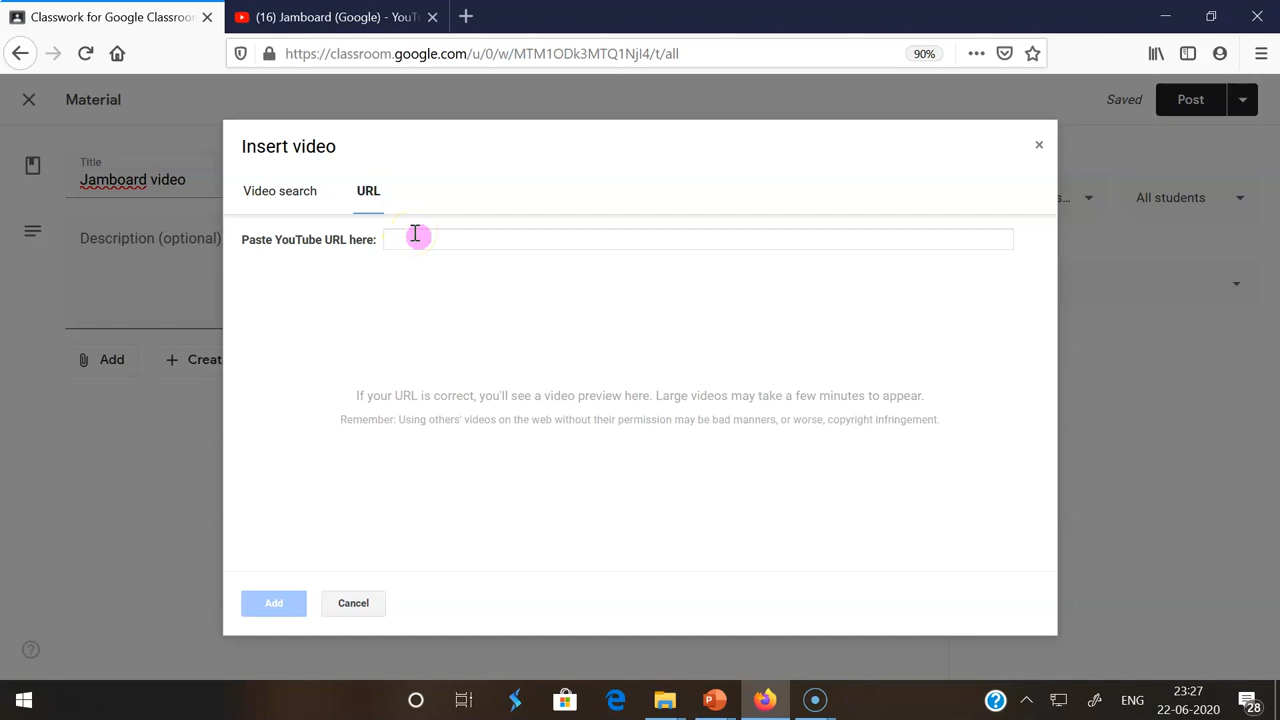 Classwork for Google Classroom
(16) Jamboard (Google) - YouT
https://classroom.google.com/u/0/w/MTM1ODk3MTQ1NjI4/t/all
90%
Material
Saved
Post
Insert video
×
Video search
URL
Title
Jamboard video
s...
All students
Description (optional)
Paste YouTube URL here:
Add
Creat
If your URL is correct, you'll see a video preview here. Large videos may take a few minutes to appear.
Remember: Using others' videos on the web without their permission may be bad manners, or worse, copyright infringement.
Add
Cancel
ENG
23:27
22-06-2020
28